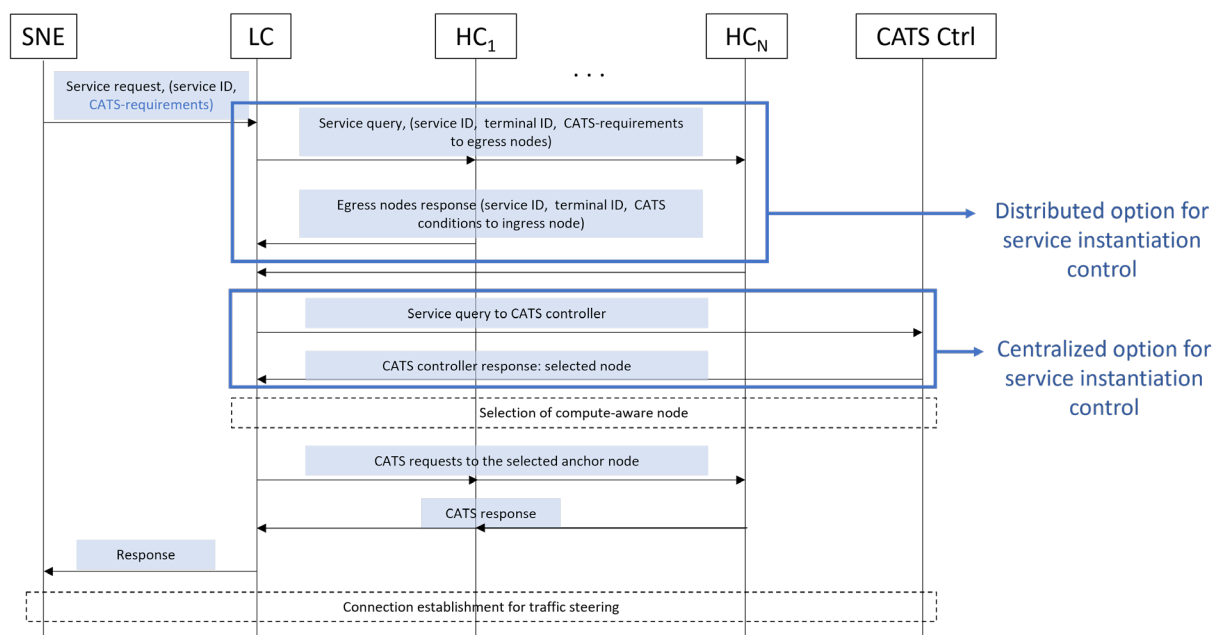 SNE
LC
HC1
HCN
CATS Ctrl
. . .
Service request, (service ID,
CATS-requirements)
Service query, (service ID, terminal ID, CATS-requirements
to egress nodes)
Egress nodes response (service ID, terminal ID, CATS
conditions to ingress node)
Distributed option for
service instantiation
control
Service query to CATS controller
CATS controller response: selected node
Centralized option for
service instantiation
control
Selection of compute-aware node
CATS requests to the selected anchor node
CATS response
Response
Connection establishment for traffic steering